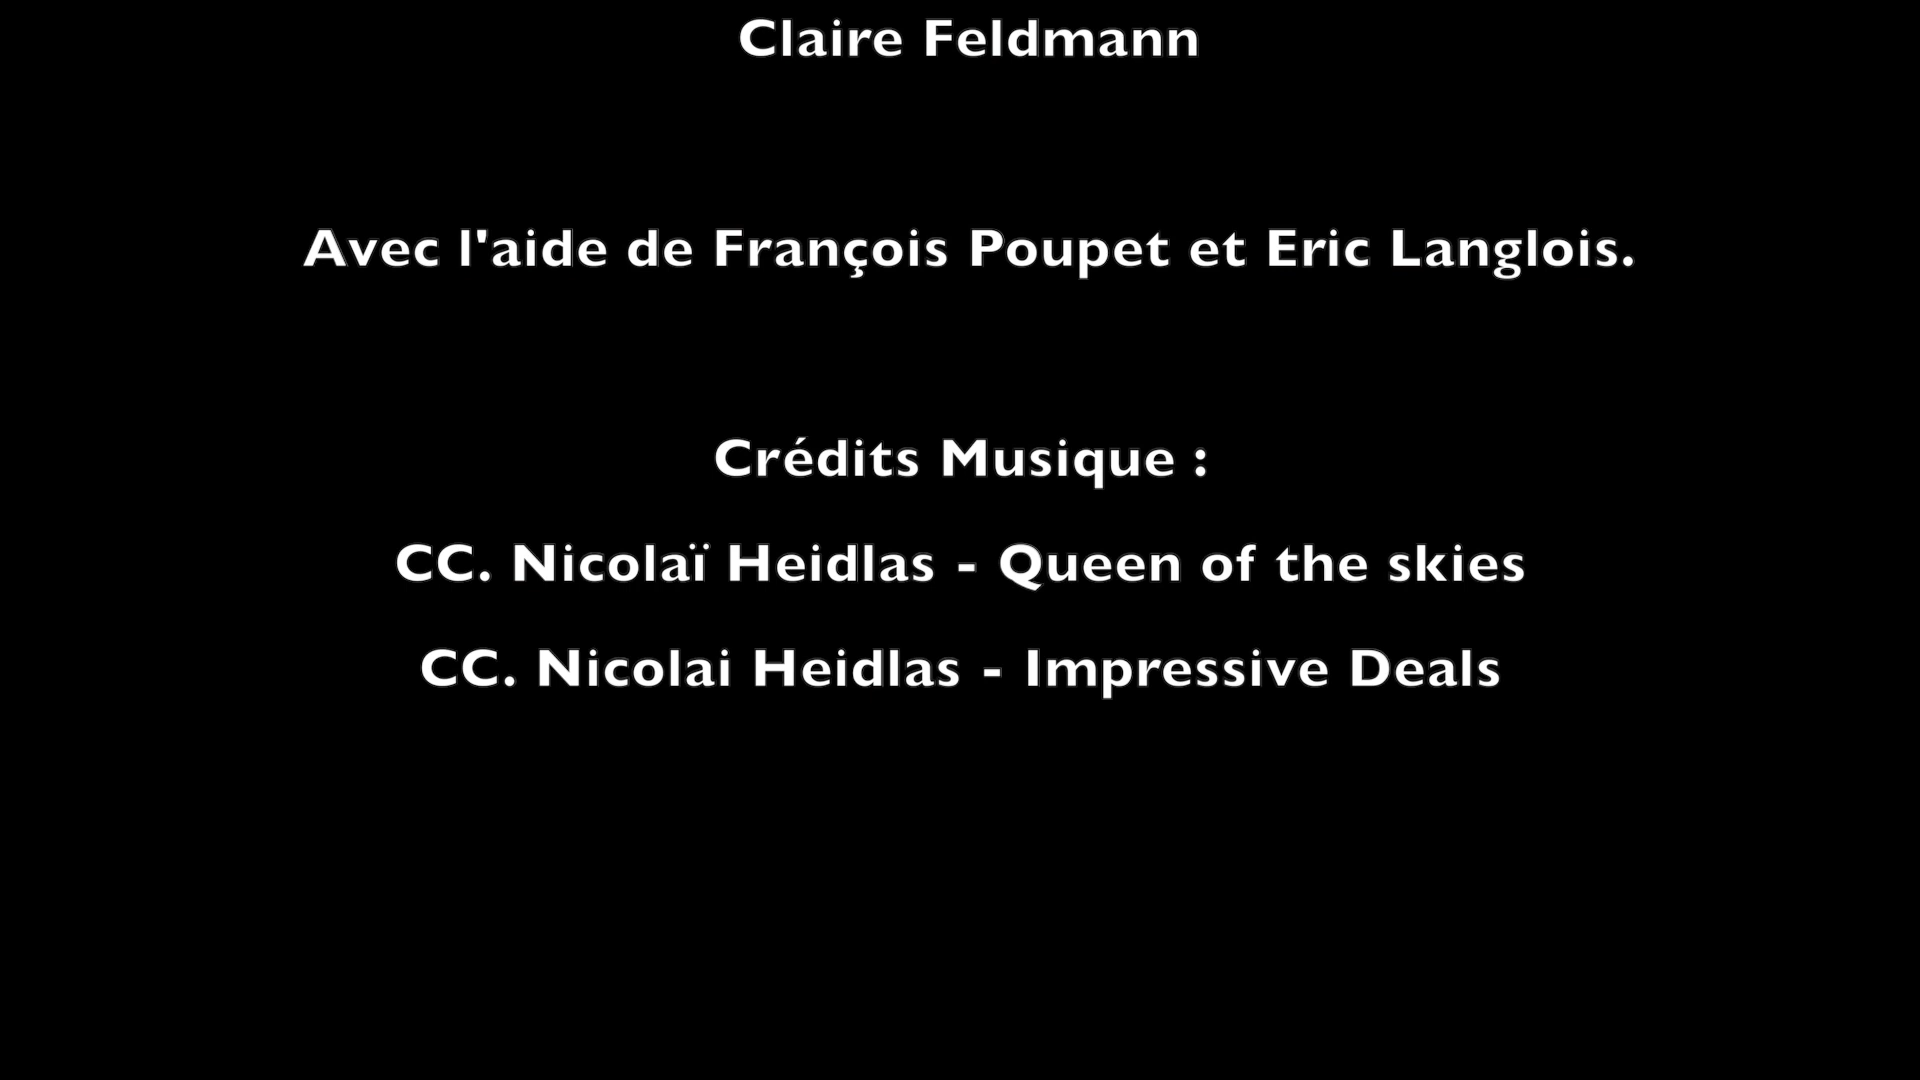 Claire Feldmann
Avec l'aide de François Poupet et Eric Langlois.
Crédits Musique :
CC. Nicolaï Heidlas - Queen of the skies
CC. Nicolai Heidlas - Impressive Deals